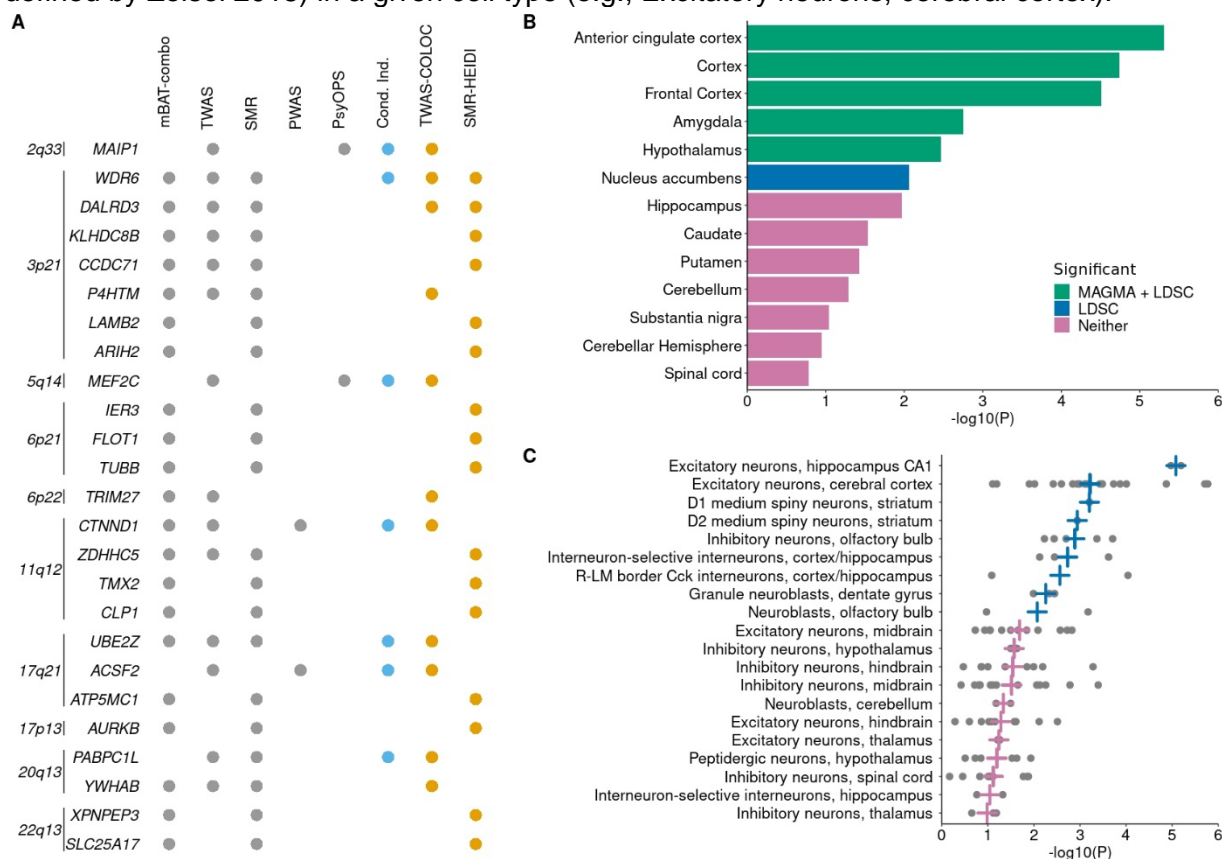 defined by Zeisel 2018) in a given cell type (e.g., Excitatory neurons, cerebral cortex).
A
mBAT-combo TWAS SMR PWAS PsyOPS Cond. Ind. TWAS-COLOC SMR-HEIDI
2q33 MAIP1
WDR6
DALRD3
KLHDC8B
3p21 CCDC71
P4HTM
LAMB2
ARIH2
5q14 MEF2C
IER3
6p21 FLOT1
TUBB
6p22 TRIM27
CTNND1
11q12 ZDHHC5
TMX2
CLP1
UBE2Z
17q21 ACSF2
ATP5MC1
17p13 AURKB
20q13 PABPC1L
YWHAB
22q13 XPNPEP3
SLC25A17
B
Anterior cingulate cortex
Cortex
Frontal Cortex
Amygdala
Hypothalamus
Nucleus accumbens
Hippocampus
Caudate
Putamen
Cerebellum
Substantia nigra
Cerebellar Hemisphere
Spinal cord
Significant
MAGMA + LDSC
LDSC
Neither
0 1 2 3 4 5 6
-log10(P)
C
Excitatory neurons, hippocampus CA1
Excitatory neurons, cerebral cortex
D1 medium spiny neurons, striatum
D2 medium spiny neurons, striatum
Inhibitory neurons, olfactory bulb
Interneuron-selective interneurons, cortex/hippocampus
R-LM border Cck interneurons, cortex/hippocampus
Granule neuroblasts, dentate gyrus
Neuroblasts, olfactory bulb
Excitatory neurons, midbrain
Inhibitory neurons, hypothalamus
Inhibitory neurons, hindbrain
Inhibitory neurons, midbrain
Neuroblasts, cerebellum
Excitatory neurons, hindbrain
Excitatory neurons, thalamus
Peptidergic neurons, hypothalamus
Inhibitory neurons, spinal cord
Interneuron-selective interneurons, hippocampus
Inhibitory neurons, thalamus
0 1 2 3 4 5 6
-log10(P)